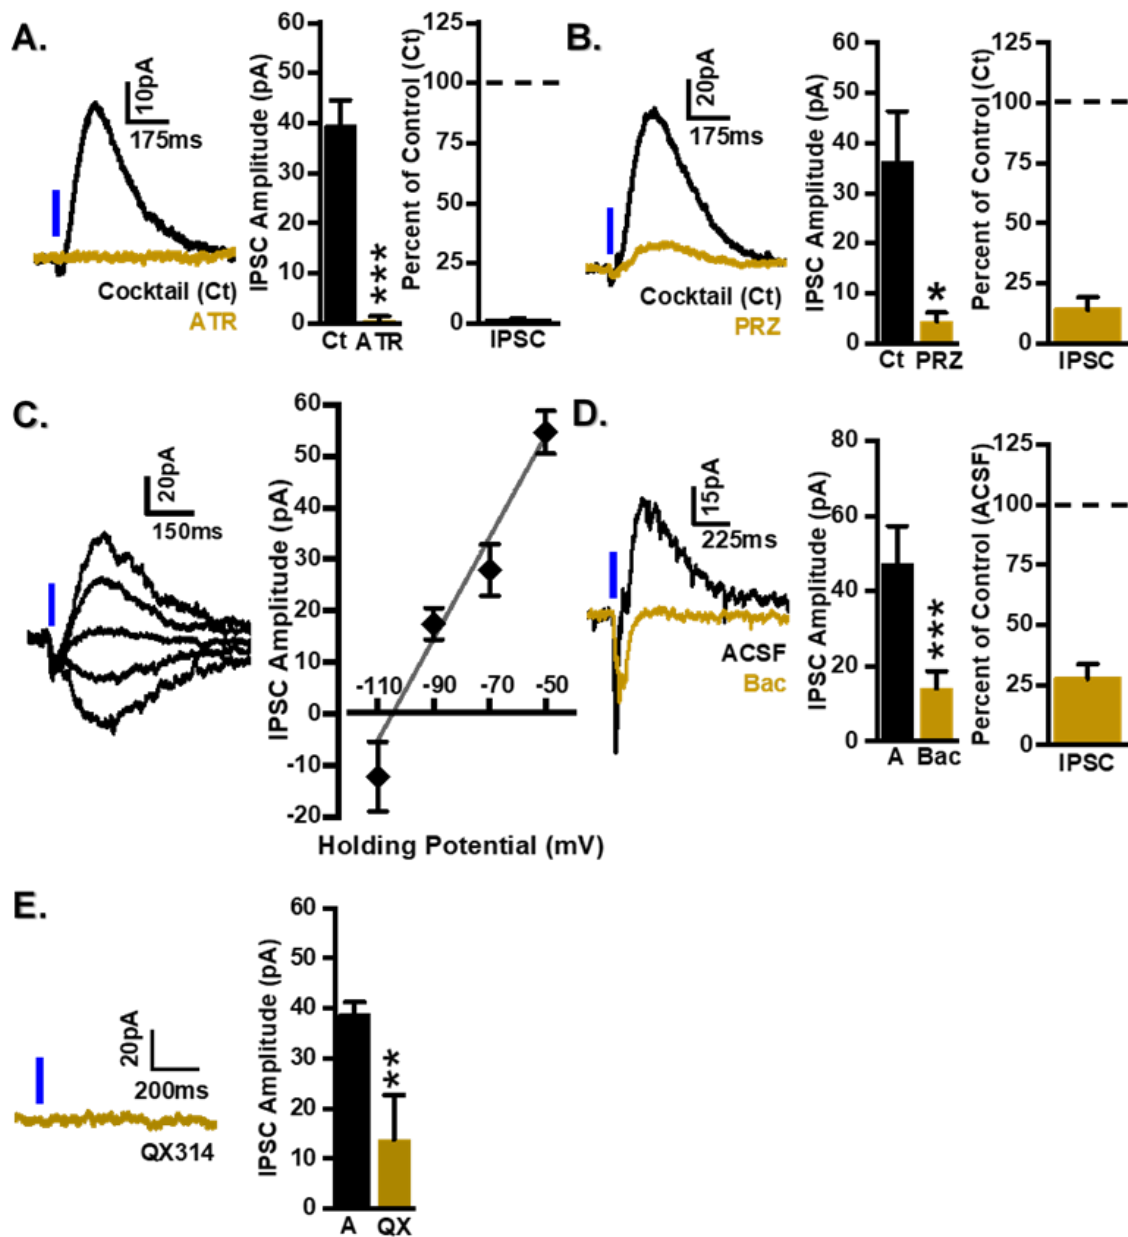 A.
10pA
175ms
Cocktail (Ct)
ATR
IPSC Amplitude (pA)
60
50
40
30
20
10
0
***
Ct ATR
Percent of Control (Ct)
125
100
75
50
25
0
IPSC
B.
20pA
175ms
Cocktail (Ct)
PRZ
IPSC Amplitude (pA)
60
50
40
30
20
10
0
*
Ct PRZ
Percent of Control (Ct)
125
100
75
50
25
0
IPSC
C.
20pA
150ms
IPSC Amplitude (pA)
60
50
40
30
20
10
0
-10
-20
-110 -90 -70 -50
Holding Potential (mV)
D.
15pA
225ms
ACSF
Bac
IPSC Amplitude (pA)
80
60
40
20
0
***
A Bac
Percent of Control (ACSF)
125
100
75
50
25
0
IPSC
E.
20pA
200ms
QX314
IPSC Amplitude (pA)
60
50
40
30
20
10
0
**
A QX